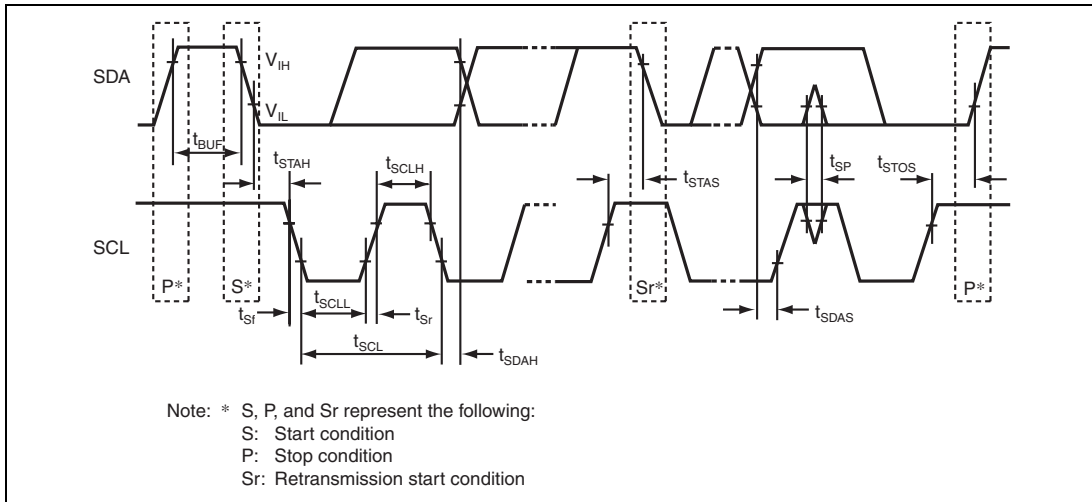 SDA
V_IH
V_IL
t_BUF
t_STAH
t_SCLH
t_STAS
t_SP
t_STOS
SCL
P*
S*
Sr*
P*
t_Sf
t_SCLL
t_Sr
t_SCL
t_SDAH
t_SDAS
Note: * S, P, and Sr represent the following:
S: Start condition
P: Stop condition
Sr: Retransmission start condition